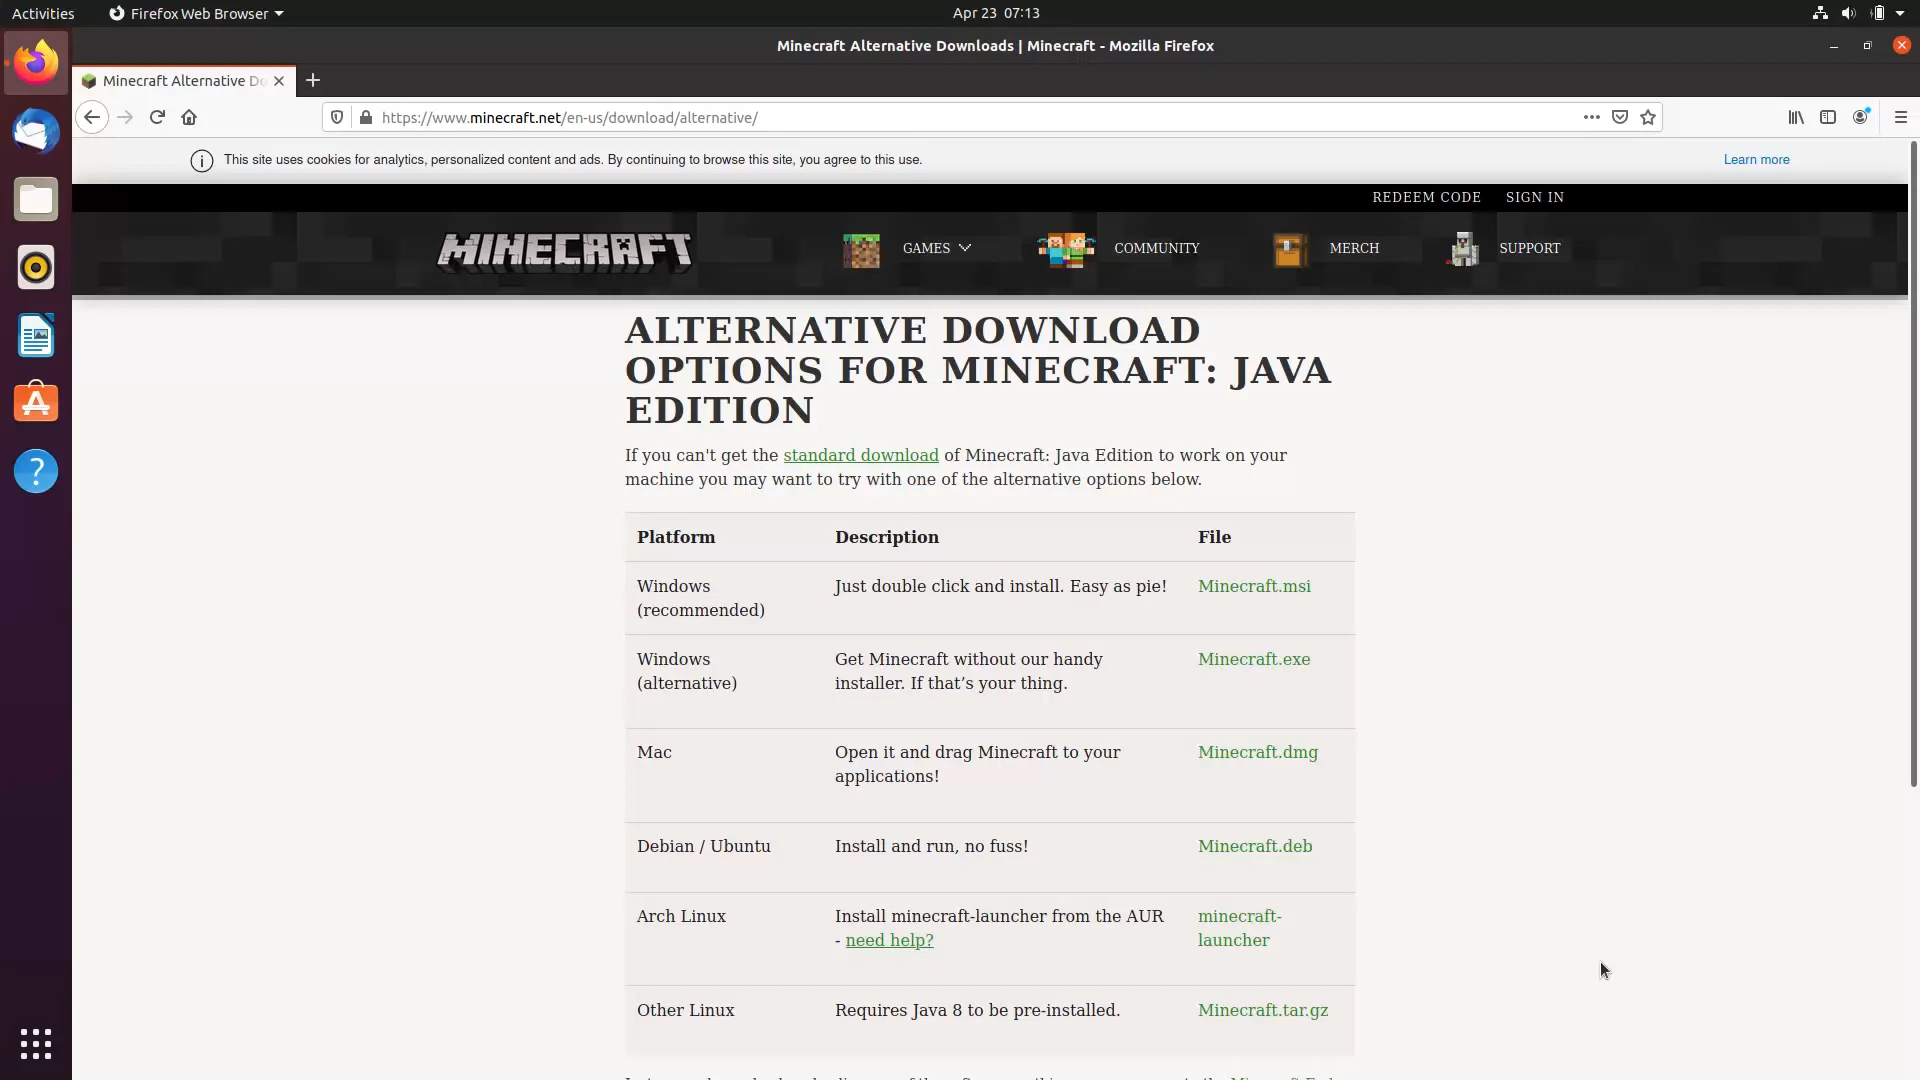 Activities
Firefox Web Browser
Apr 23 07:13
Minecraft Alternative Downloads | Minecraft - Mozilla Firefox
Minecraft Alternative Do
https://www.minecraft.net/en-us/download/alternative/
This site uses cookies for analytics, personalized content and ads. By continuing to browse this site, you agree to this use.
Learn more
REDEEM CODE
SIGN IN
MINECRAFT
GAMES
COMMUNITY
MERCH
SUPPORT
ALTERNATIVE DOWNLOAD
OPTIONS FOR MINECRAFT: JAVA
EDITION
If you can't get the standard download of Minecraft: Java Edition to work on your
machine you may want to try with one of the alternative options below.
Platform
Description
File
Windows
(recommended)
Just double click and install. Easy as pie!
Minecraft.msi
Windows
(alternative)
Get Minecraft without our handy
installer. If that’s your thing.
Minecraft.exe
Mac
Open it and drag Minecraft to your
applications!
Minecraft.dmg
Debian / Ubuntu
Install and run, no fuss!
Minecraft.deb
Arch Linux
Install minecraft-launcher from the AUR
- need help?
minecraft-
launcher
Other Linux
Requires Java 8 to be pre-installed.
Minecraft.tar.gz